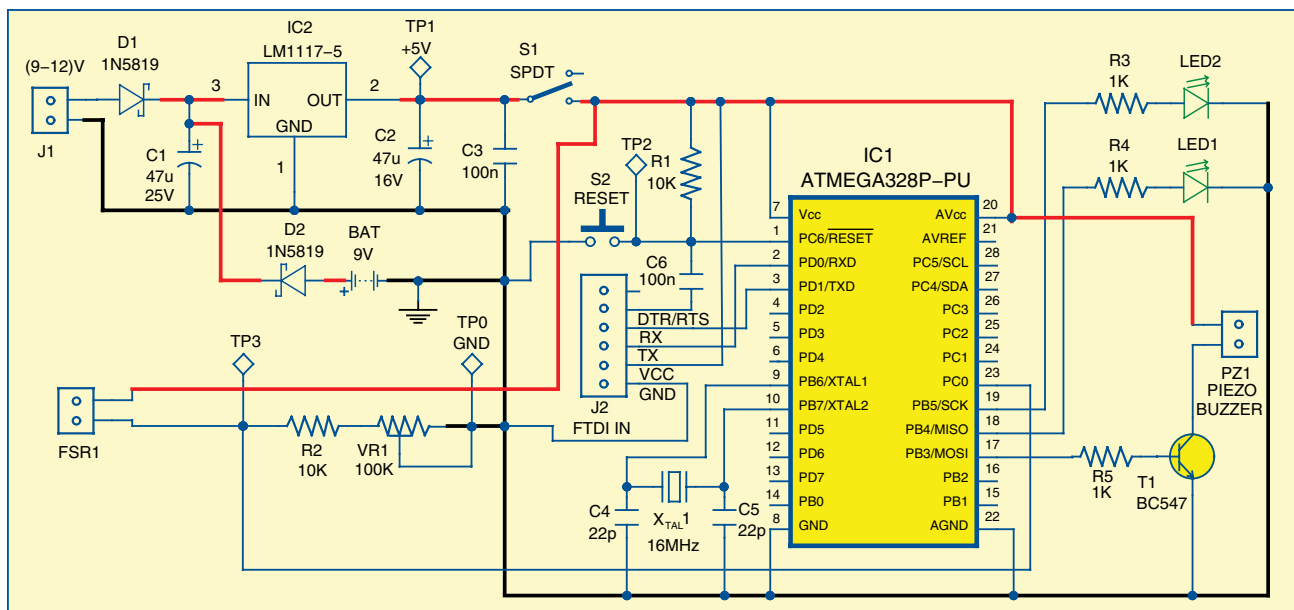 (9–12)V
J1
D1
1N5819
IC2
LM1117–5
3
IN
OUT
2
GND
1
TP1
+5V
S1
SPDT
C1
47u
25V
+
C2
47u
16V
+
C3
100n
TP2
R1
10K
S2
RESET
D2
1N5819
BAT
9V
+
C6
100n
DTR/RTS
RX
TX
VCC
GND
J2
FTDI IN
TP3
TP0
GND
FSR1
R2
10K
VR1
100K
C4
22p
XTAL1
16MHz
C5
22p
IC1
ATMEGA328P–PU
7 Vcc
1 PC6/RESET
2 PD0/RXD
3 PD1/TXD
4 PD2
5 PD3
6 PD4
9 PB6/XTAL1
10 PB7/XTAL2
11 PD5
12 PD6
13 PD7
14 PB0
8 GND
AVcc 20
AVREF 21
PC5/SCL 28
PC4/SDA 27
PC3 26
PC2 25
PC1 24
PC0 23
PB5/SCK 19
PB4/MISO 18
PB3/MOSI 17
PB2 16
PB1 15
AGND 22
R3
1K
LED2
R4
1K
LED1
PZ1
PIEZO
BUZZER
R5
1K
T1
BC547